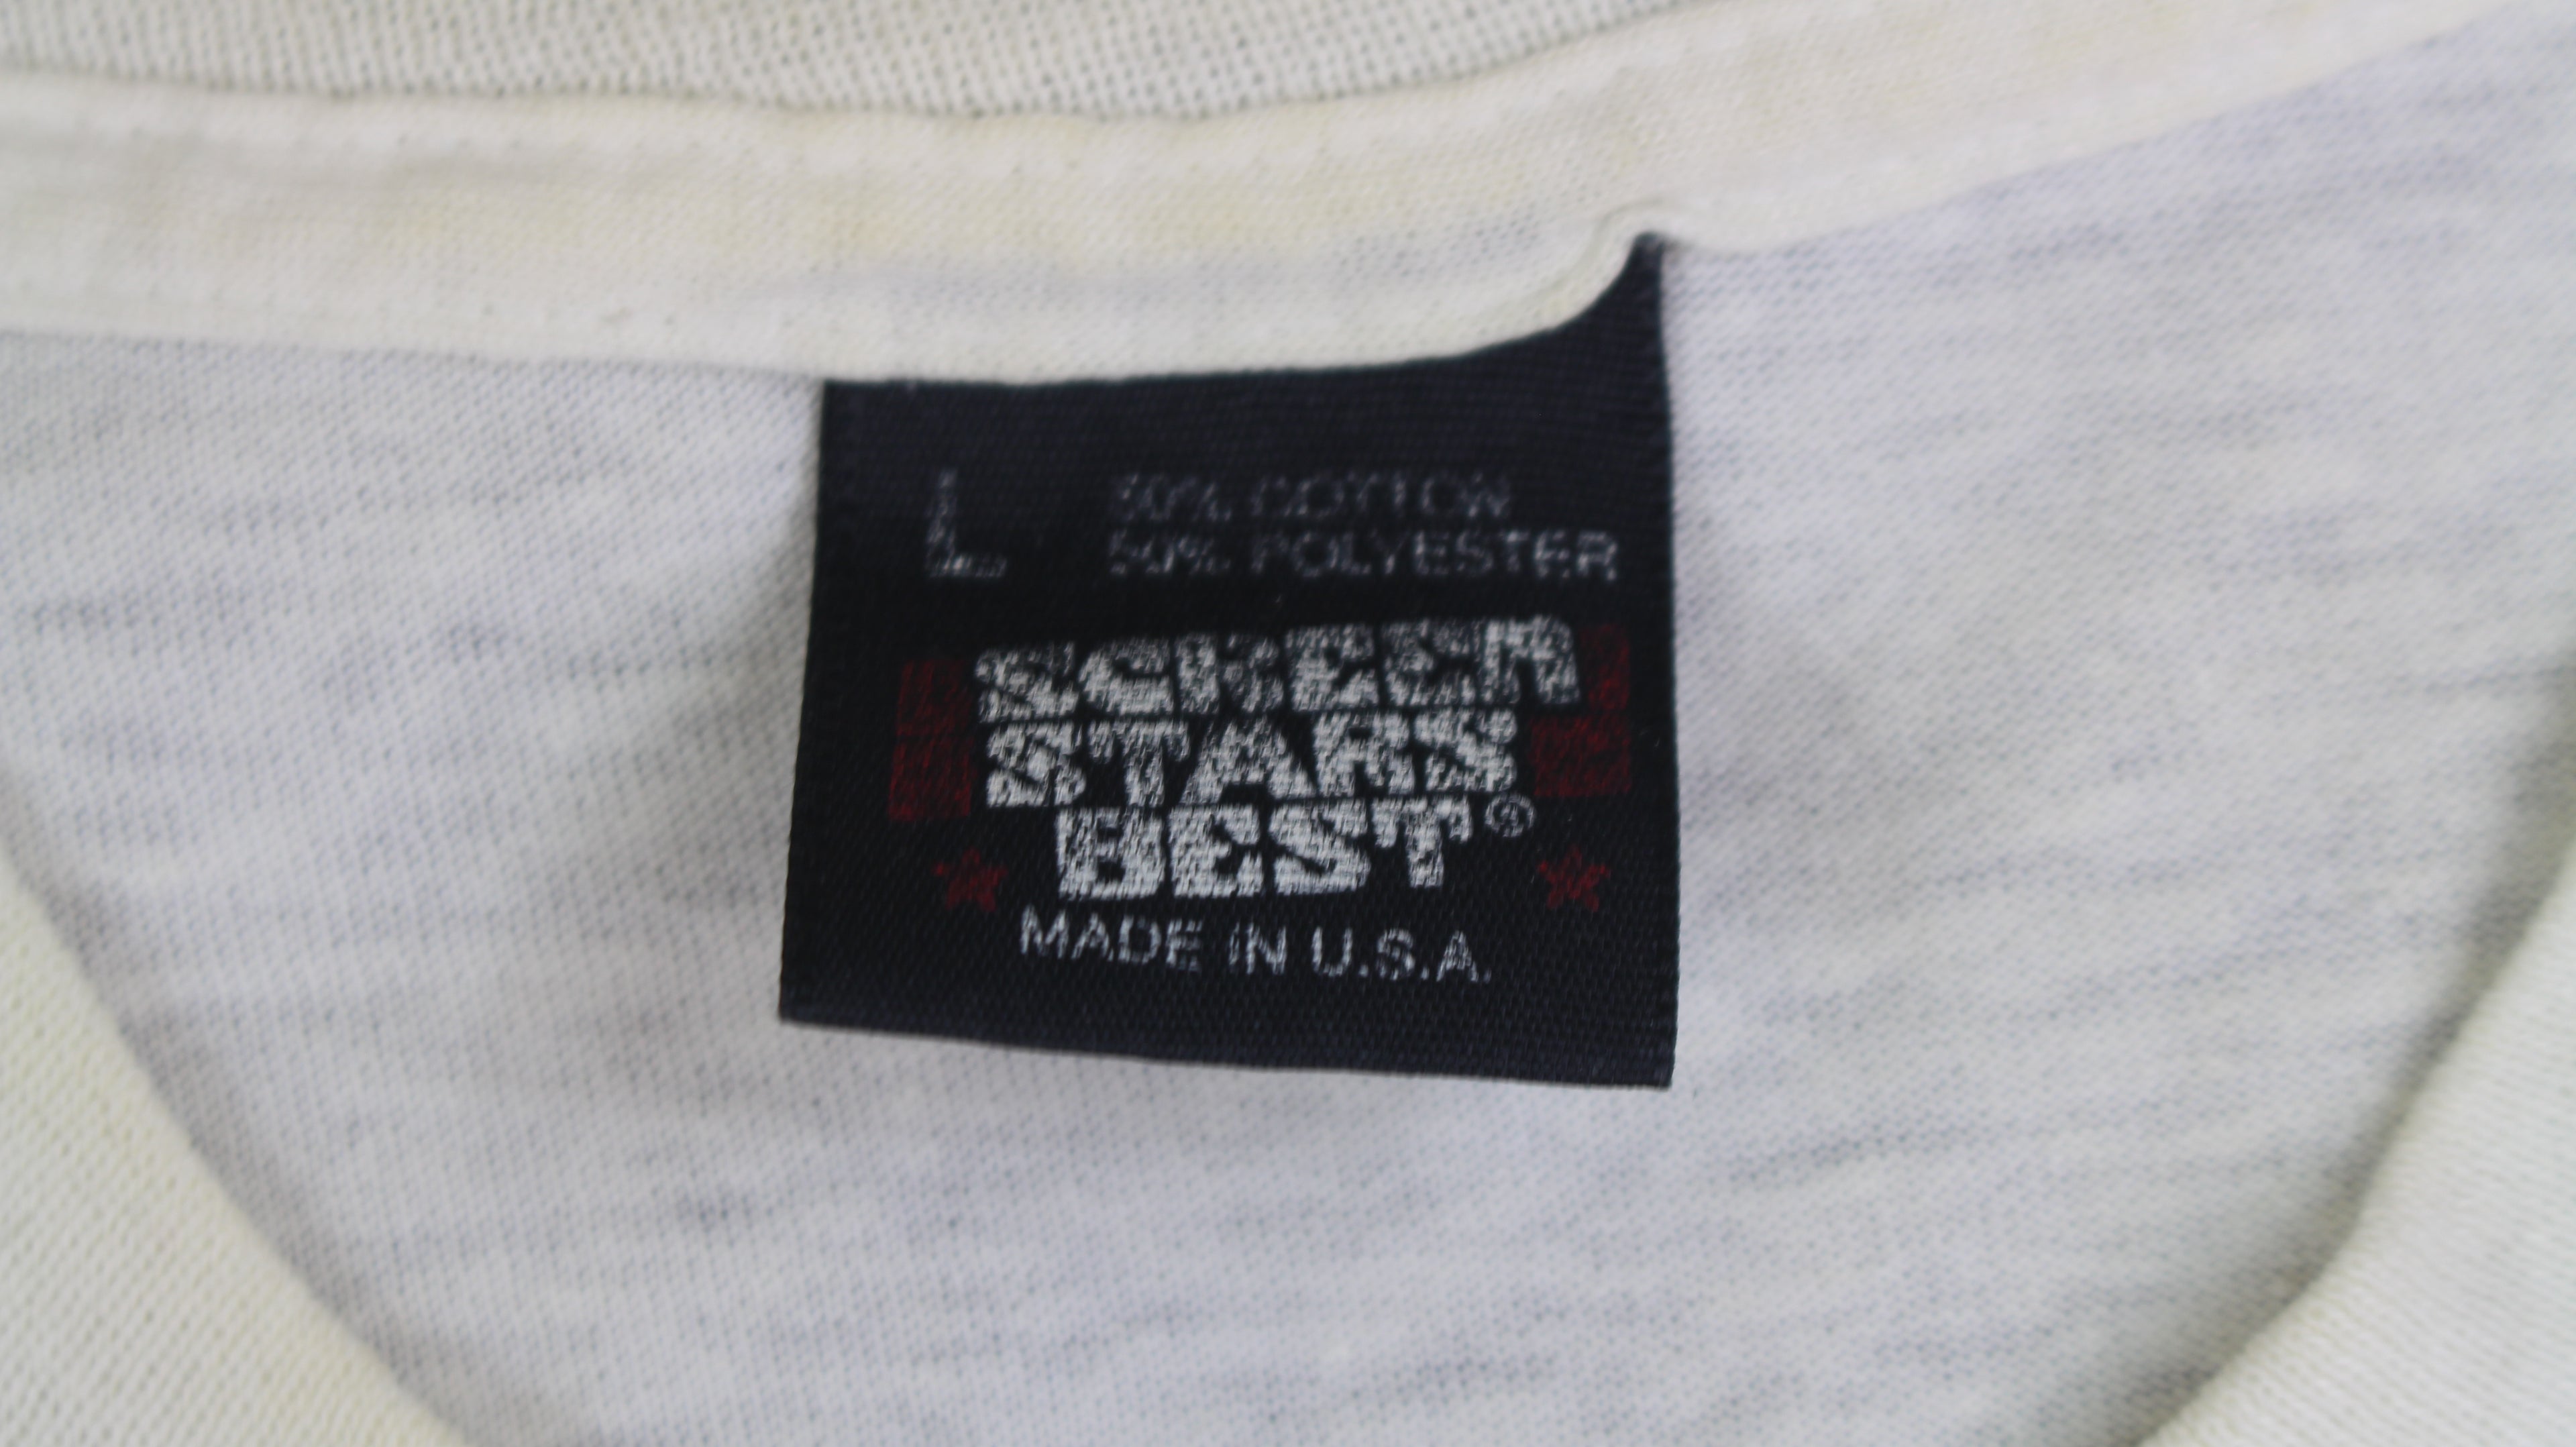 L
50% COTTON
50% POLYESTER
SCREEN
STARS
BEST®
MADE IN U.S.A.